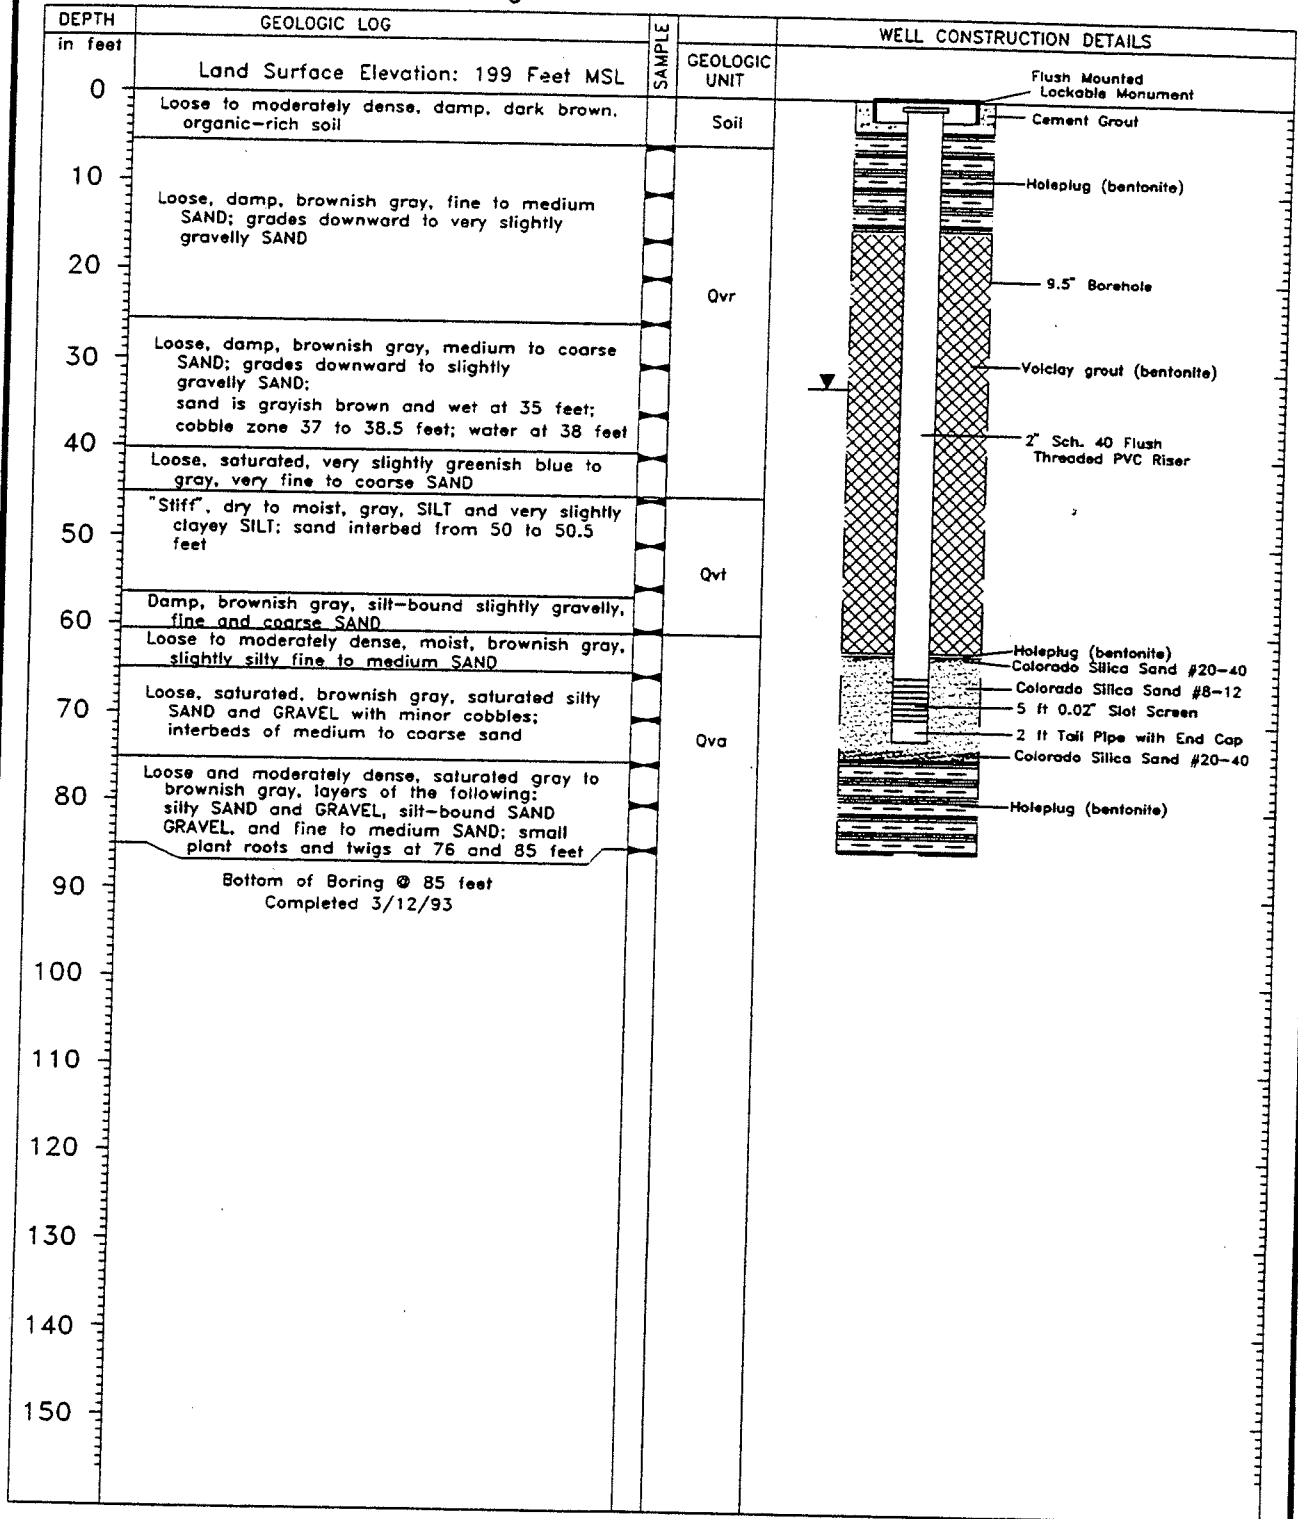 DEPTH
in feet
GEOLOGIC LOG
SAMPLE
GEOLOGIC
UNIT
WELL CONSTRUCTION DETAILS
Land Surface Elevation: 199 Feet MSL
0
10
20
30
40
50
60
70
80
90
100
110
120
130
140
150
Loose to moderately dense, damp, dark brown,
organic-rich soil
Loose, damp, brownish gray, fine to medium
SAND; grades downward to very slightly
gravelly SAND
Loose, damp, brownish gray, medium to coarse
SAND; grades downward to slightly
gravelly SAND;
sand is grayish brown and wet at 35 feet;
cobble zone 37 to 38.5 feet; water at 38 feet
Loose, saturated, very slightly greenish blue to
gray, very fine to coarse SAND
"Stiff", dry to moist, gray, SILT and very slightly
clayey SILT; sand interbed from 50 to 50.5
feet
Damp, brownish gray, silt-bound slightly gravelly,
fine and coarse SAND
Loose to moderately dense, moist, brownish gray,
slightly silty fine to medium SAND
Loose, saturated, brownish gray, saturated silty
SAND and GRAVEL with minor cobbles;
interbeds of medium to coarse sand
Loose and moderately dense, saturated gray to
brownish gray, layers of the following:
silty SAND and GRAVEL, silt-bound SAND
GRAVEL, and fine to medium SAND; small
plant roots and twigs at 76 and 85 feet
Bottom of Boring @ 85 feet
Completed 3/12/93
Soil
Qvr
Qvt
Qva
Flush Mounted
Lockable Monument
Cement Grout
Holeplug (bentonite)
9.5" Borehole
Volclay grout (bentonite)
2" Sch. 40 Flush
Threaded PVC Riser
Holeplug (bentonite)
Colorado Silica Sand #20-40
Colorado Silica Sand #8-12
5 ft 0.02" Slot Screen
2 ft Tail Pipe with End Cap
Colorado Silica Sand #20-40
Holeplug (bentonite)